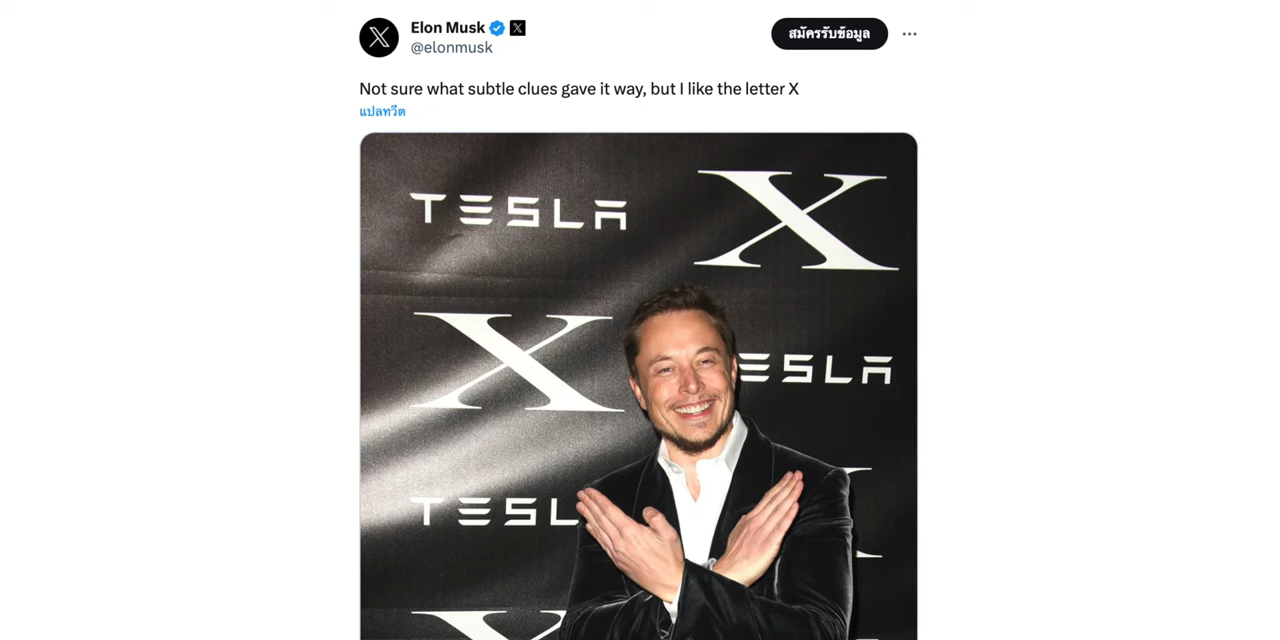 Elon Musk
@elonmusk
สมัครรับข้อมูล
Not sure what subtle clues gave it way, but I like the letter X
แปลทวีต
TESLA X
X ESLA
TESL
X